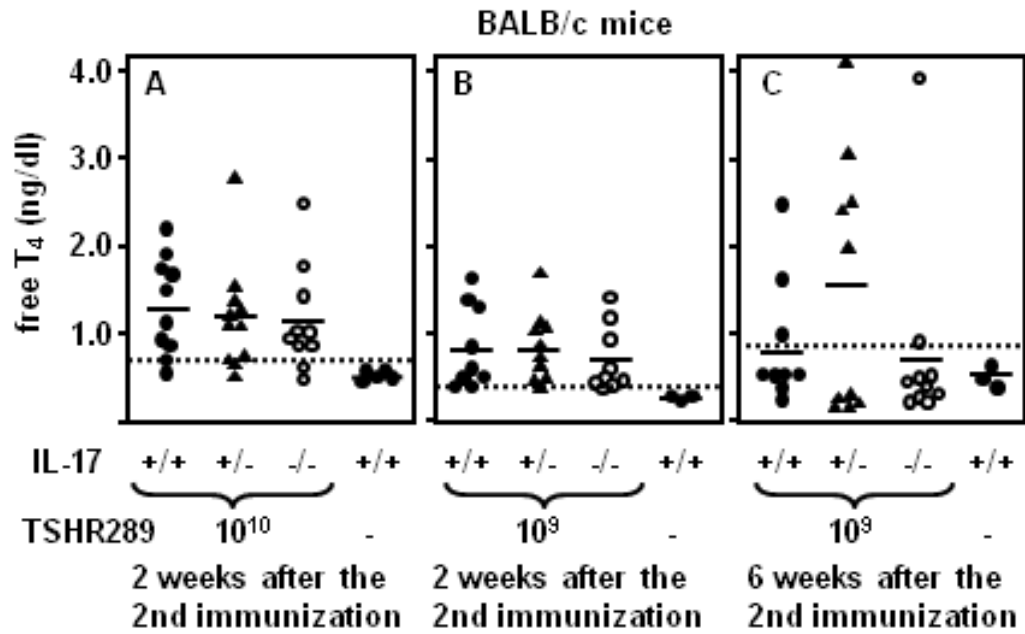 BALB/c mice
A B C
4.0
3.0
2.0
1.0
free T₄ (ng/dl)
IL-17 +/+ +/- -/- +/+ +/+ +/- -/- +/+ +/+ +/- -/- +/+
TSHR289 10¹⁰ - 10⁹ - 10⁹ -
2 weeks after the 2 weeks after the 6 weeks after the
2nd immunization 2nd immunization 2nd immunization